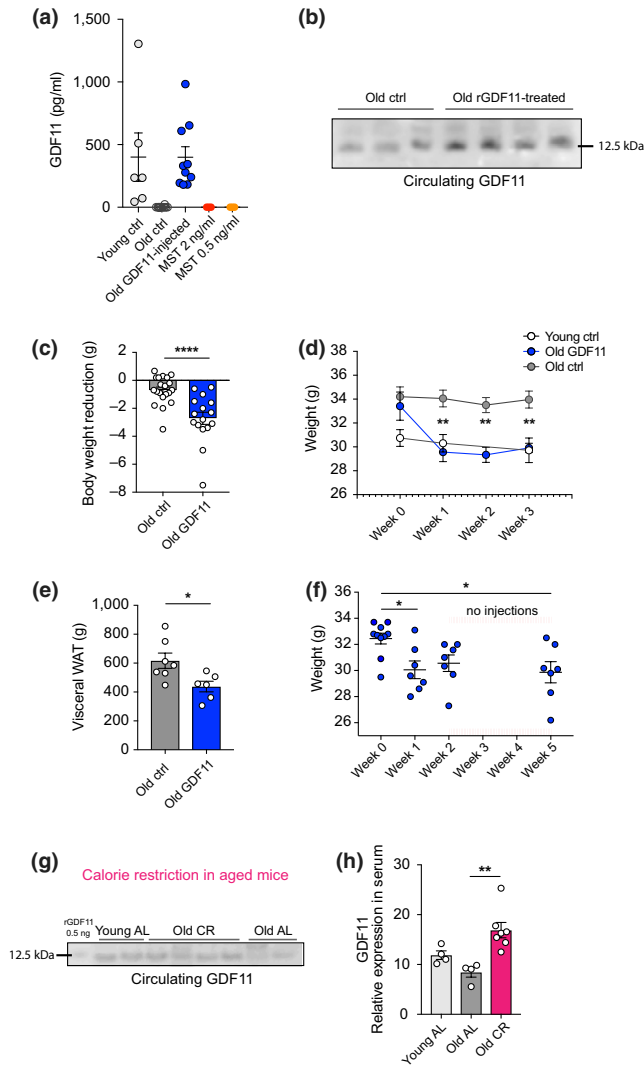 (a)
GDF11 (pg/ml)
1,500
1,000
500
0
Young ctrl
Old ctrl
Old GDF11-injected
MST 2 ng/ml
MST 0.5 ng/ml
(b)
Old ctrl
Old rGDF11-treated
12.5 kDa
Circulating GDF11
(c)
Body weight reduction (g)
2
0
−2
−4
−6
−8
****
Old ctrl
Old GDF11
(d)
Young ctrl
Old GDF11
Old ctrl
Weight (g)
38
36
34
32
30
28
26
** ** **
Week 0
Week 1
Week 2
Week 3
(e)
Visceral WAT (g)
1,000
800
600
400
200
0
*
Old ctrl
Old GDF11
(f)
Weight (g)
36
34
32
30
28
26
*
*
no injections
Week 0
Week 1
Week 2
Week 3
Week 4
Week 5
(g)
Calorie restriction in aged mice
rGDF11
0.5 ng
Young AL
Old CR
Old AL
12.5 kDa
Circulating GDF11
(h)
GDF11
Relative expression in serum
30
20
10
0
**
Young AL
Old AL
Old CR